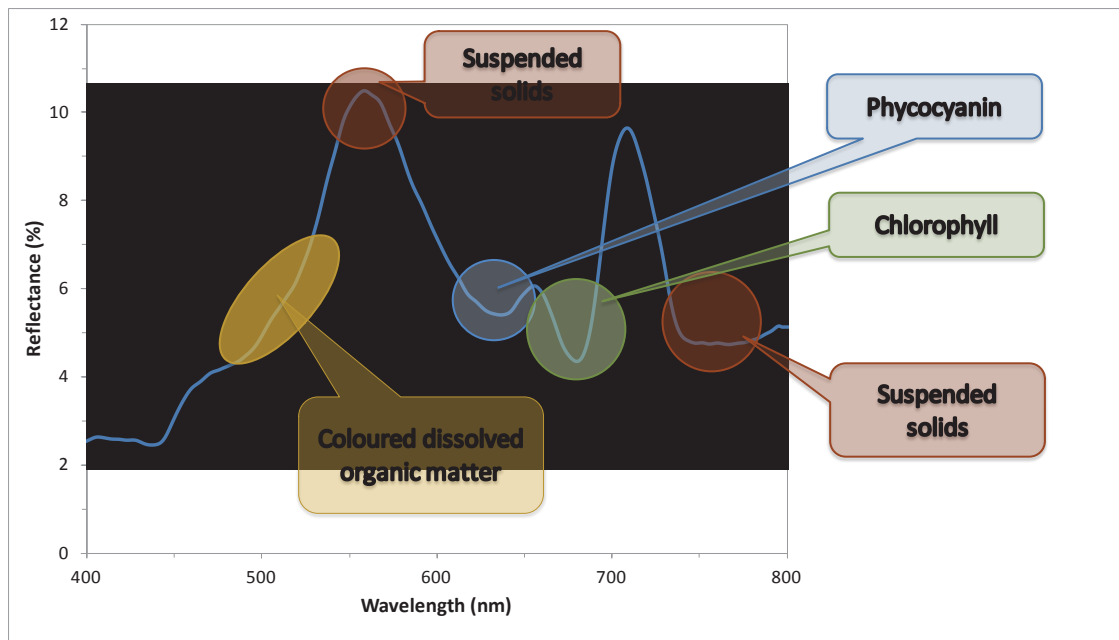 12
10
8
6
4
2
0
Reflectance (%)
400
500
600
700
800
Wavelength (nm)
Suspended
solids
Phycocyanin
Chlorophyll
Suspended
solids
Coloured dissolved
organic matter